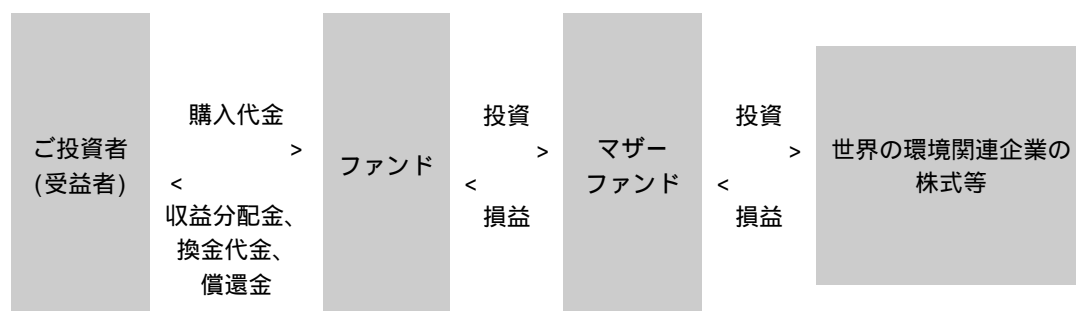 ご投資者
(受益者)
購入代金
>
<
収益分配金、
換金代金、
償還金
ファンド
投資
>
<
損益
マザー
ファンド
投資
>
<
損益
世界の環境関連企業の
株式等